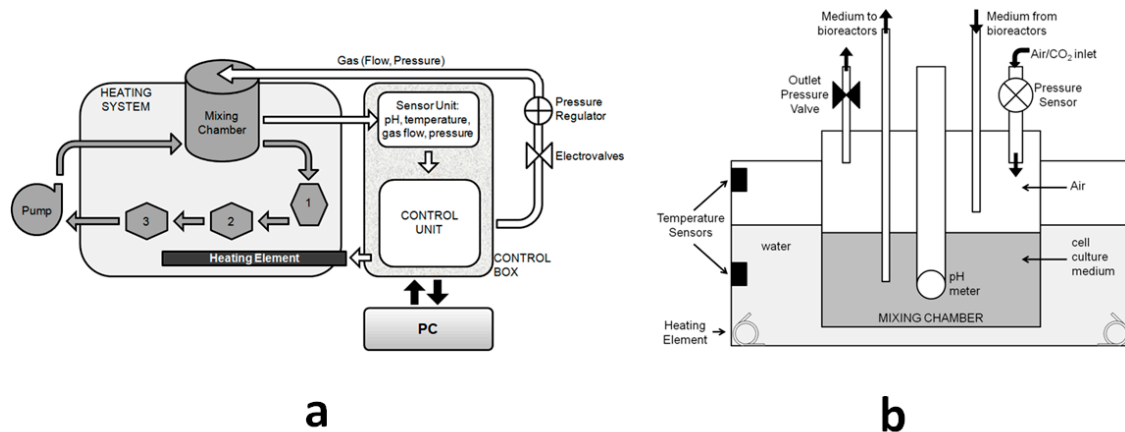 Gas (Flow, Pressure)
HEATING
SYSTEM
Mixing
Chamber
Sensor Unit:
pH, temperature,
gas flow, pressure
Pressure
Regulator
Electrovalves
Pump
3
2
1
CONTROL
UNIT
Heating Element
CONTROL
BOX
PC
a
Medium to
bioreactors
Medium from
bioreactors
Air/CO₂ inlet
Outlet
Pressure
Valve
Pressure
Sensor
Air
Temperature
Sensors
water
cell
culture
medium
pH
meter
MIXING CHAMBER
Heating
Element
b